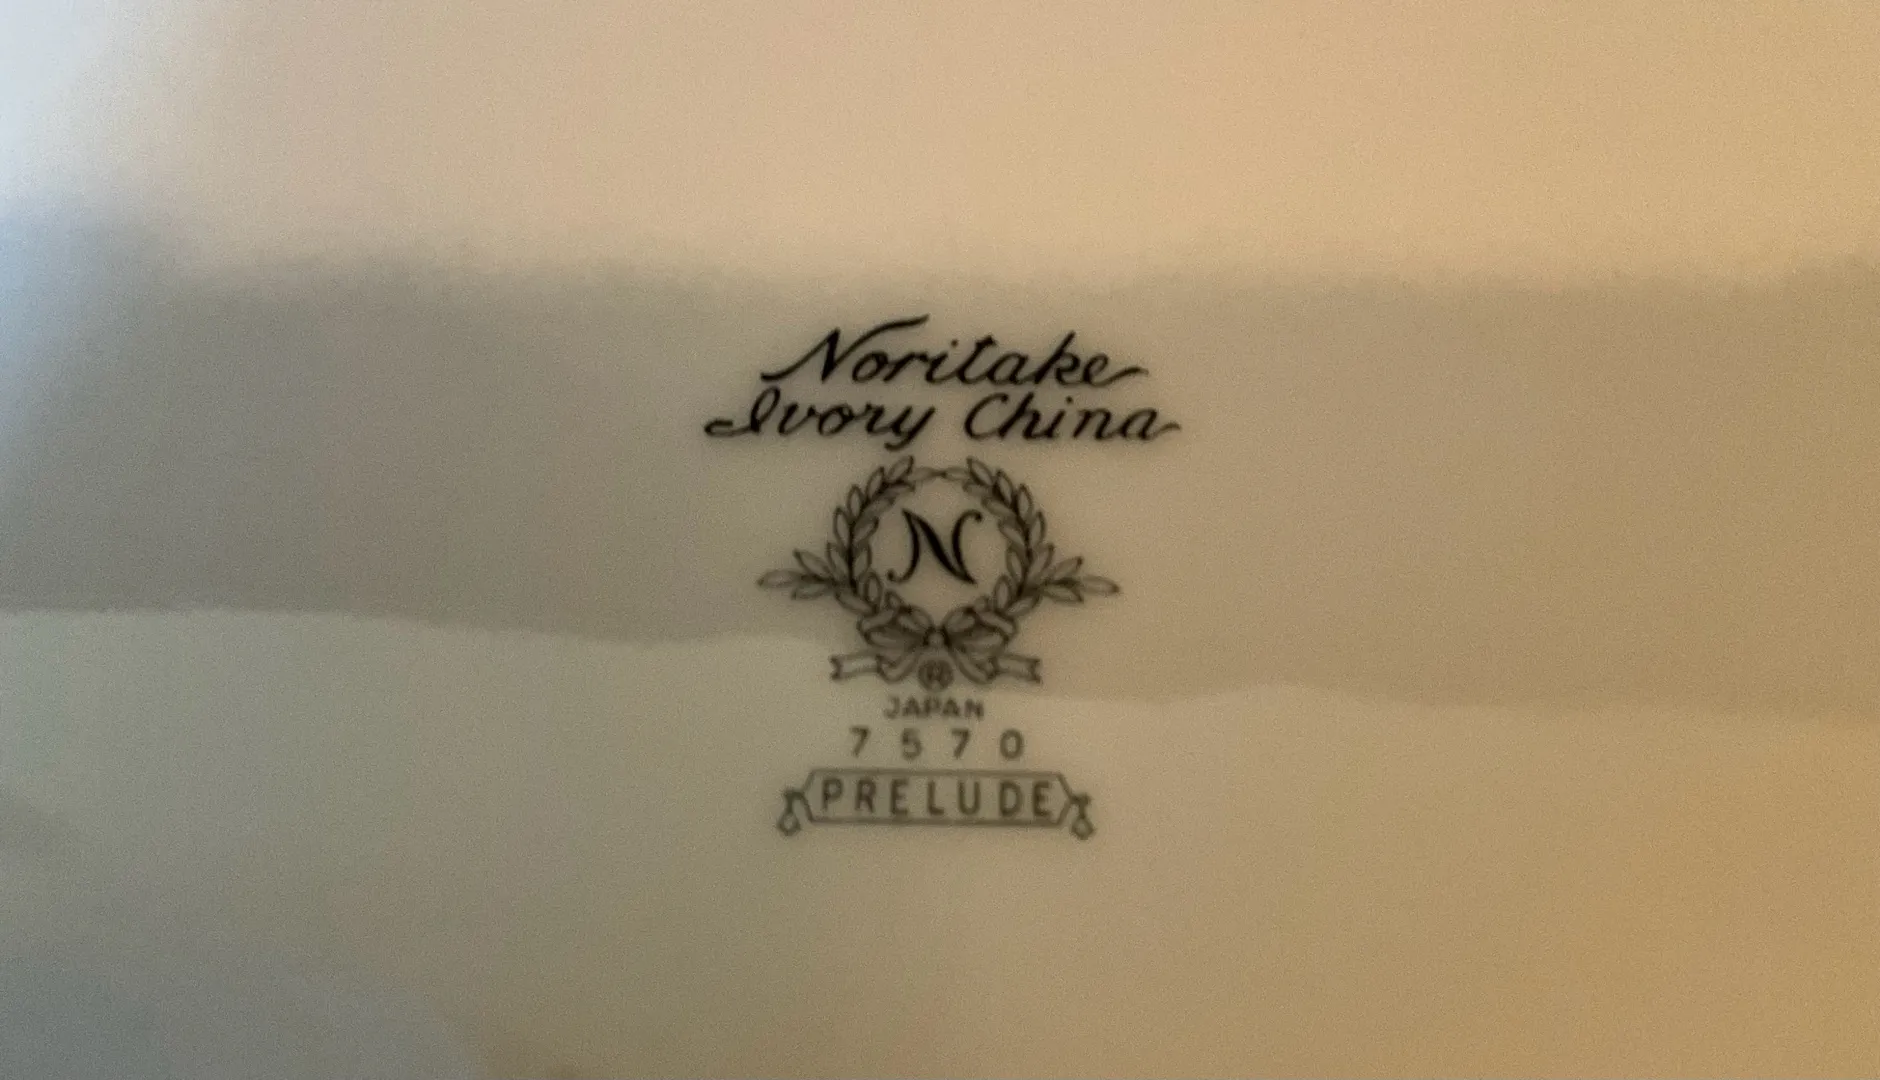 Noritake
Ivory China
N
®
JAPAN
7570
PRELUDE